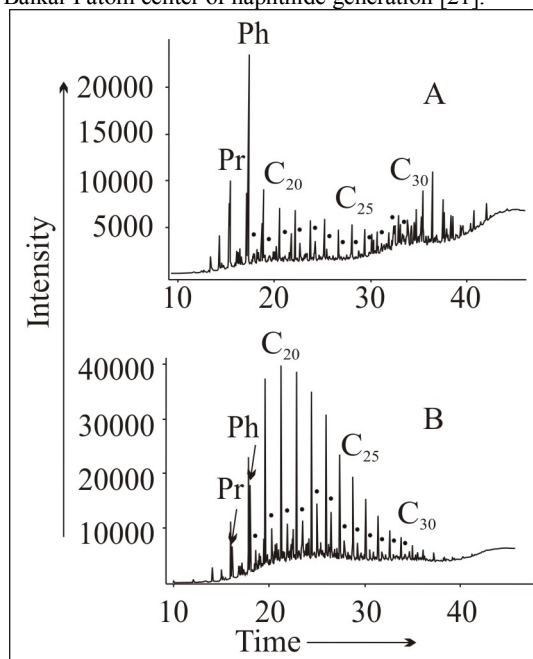 Baikal-Patom center of naphthide generation [21].
Ph
A
20000
15000
Pr
C20
C30
10000
C25
5000
Intensity
10 20 30 40
C20
40000
B
30000
Ph
C25
20000
Pr
C30
10000
10 20 30 40
Time